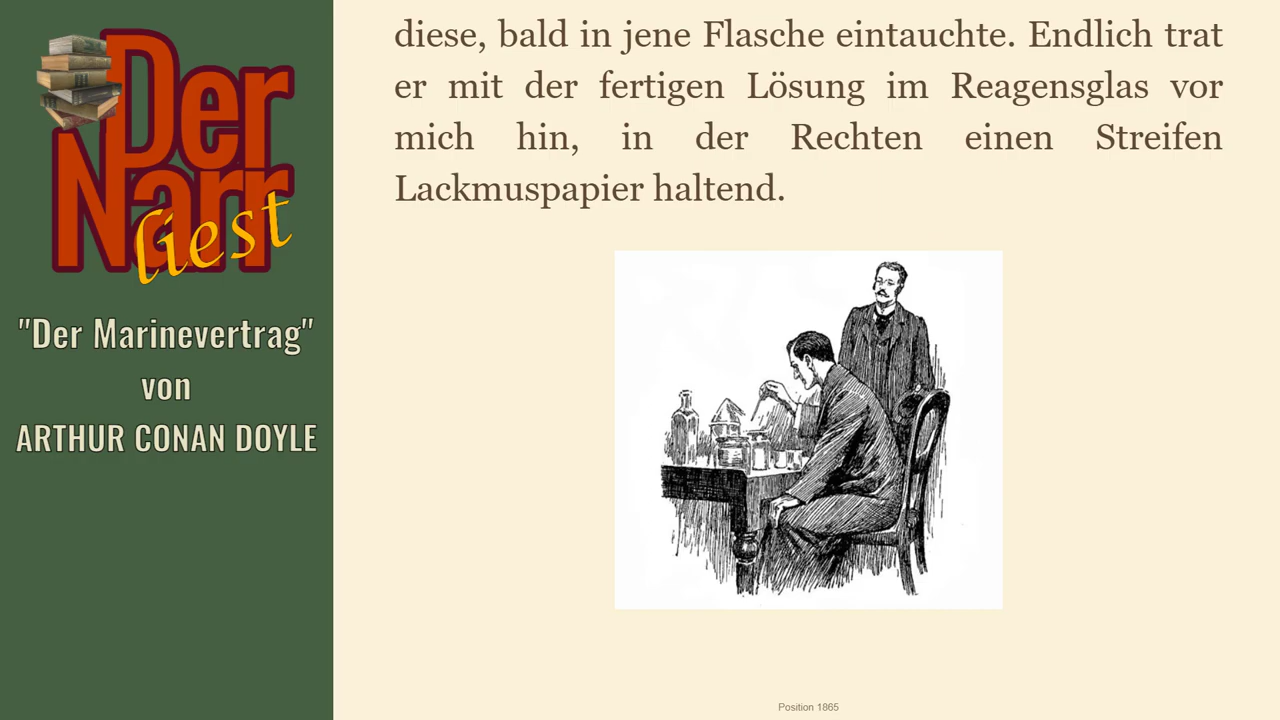 Der
Narr
liest
"Der Marinevertrag"
von
ARTHUR CONAN DOYLE
diese, bald in jene Flasche eintauchte. Endlich trat
er mit der fertigen Lösung im Reagensglas vor
mich hin, in der Rechten einen Streifen
Lackmuspapier haltend.
Position 1865